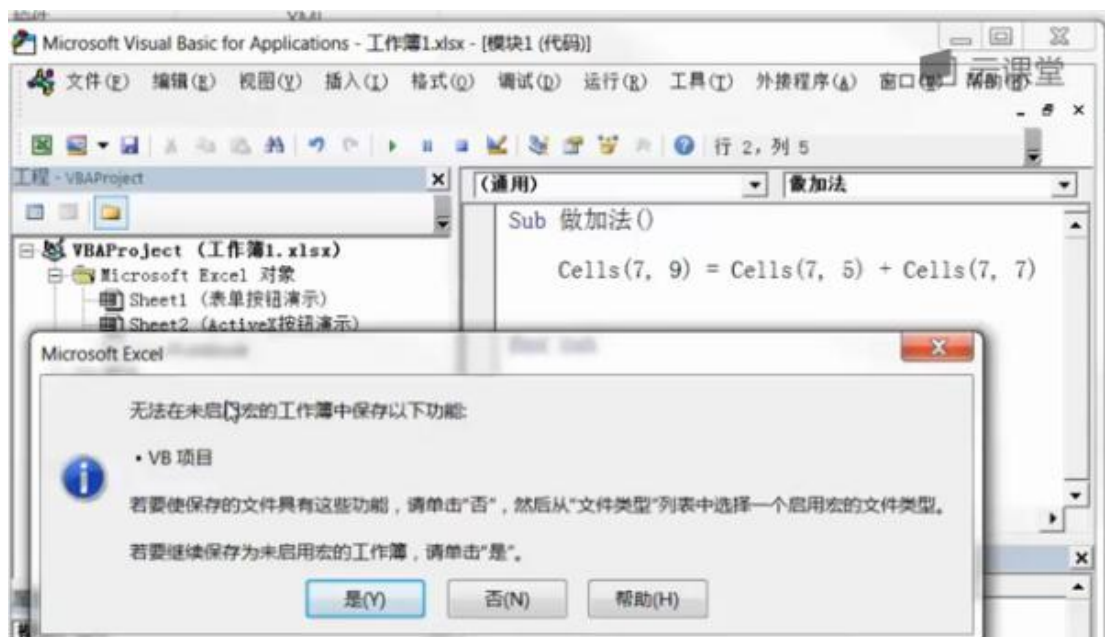 Microsoft Visual Basic for Applications - 工作簿1.xlsx - [模块1 (代码)]
云课堂
文件(F) 编辑(E) 视图(V) 插入(I) 格式(O) 调试(D) 运行(R) 工具(T) 外接程序(A) 窗口(W) 帮助(H)
行 2, 列 5
工程 - VBAProject
(通用) 做加法
Sub 做加法()
VBAProject (工作簿1.xlsx)
Microsoft Excel 对象
Cells(7, 9) = Cells(7, 5) + Cells(7, 7)
Sheet1 (表单按钮演示)
Sheet2 (ActiveX按钮演示)
End Sub
Microsoft Excel
无法在未启用宏的工作簿中保存以下功能:
• VB 项目
若要使保存的文件具有这些功能，请单击"否"，然后从"文件类型"列表中选择一个启用宏的文件类型。
若要继续保存为未启用宏的工作簿，请单击"是"。
是(Y) 否(N) 帮助(H)